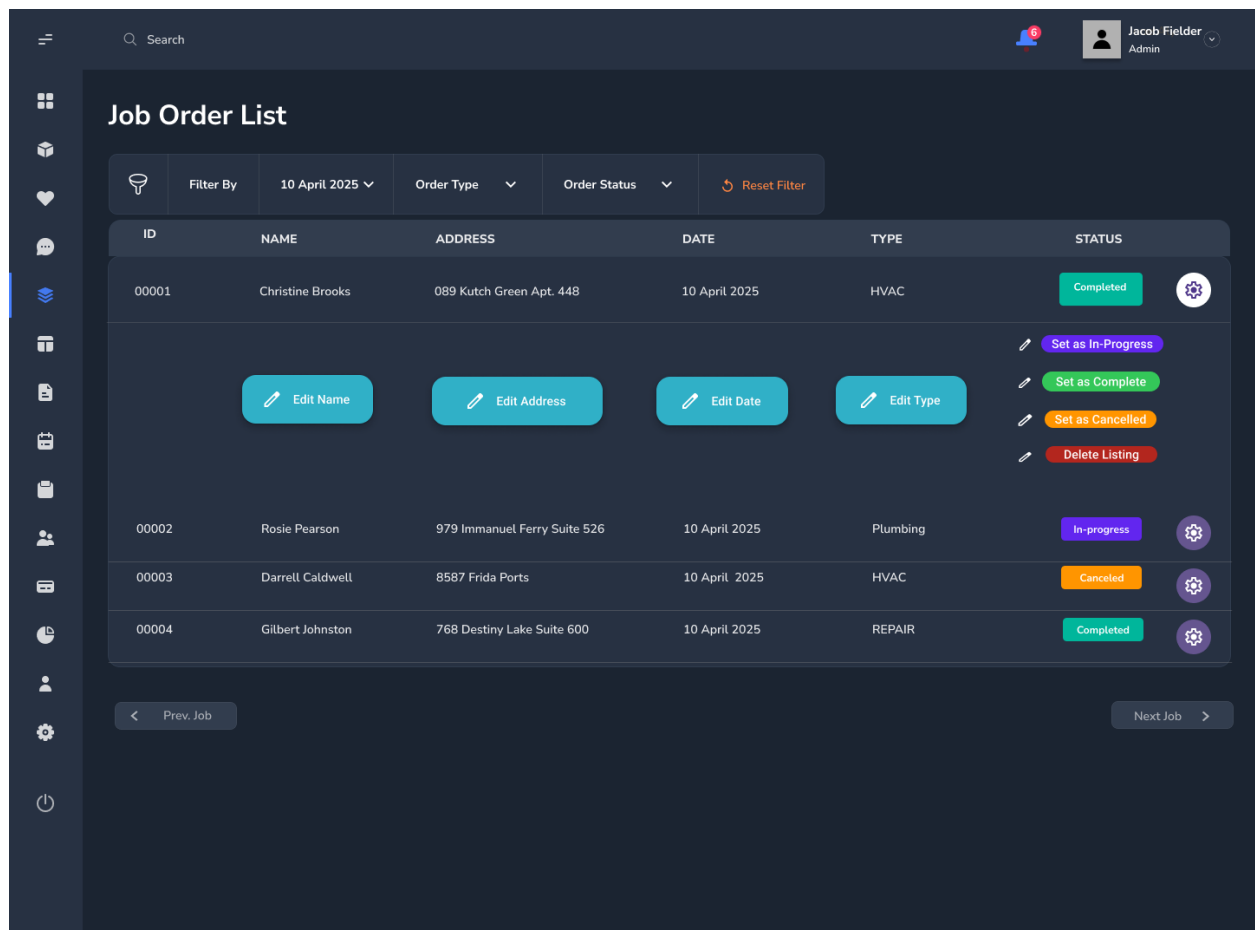 Search
6
Jacob Fielder
Admin
Job Order List
Filter By 10 April 2025 Order Type Order Status Reset Filter
ID NAME ADDRESS DATE TYPE STATUS
00001 Christine Brooks 089 Kutch Green Apt. 448 10 April 2025 HVAC Completed
Set as In-Progress
Set as Complete
Edit Name Edit Address Edit Date Edit Type
Set as Cancelled
Delete Listing
00002 Rosie Pearson 979 Immanuel Ferry Suite 526 10 April 2025 Plumbing In-progress
00003 Darrell Caldwell 8587 Frida Ports 10 April 2025 HVAC Canceled
00004 Gilbert Johnston 768 Destiny Lake Suite 600 10 April 2025 REPAIR Completed
Prev. Job Next Job